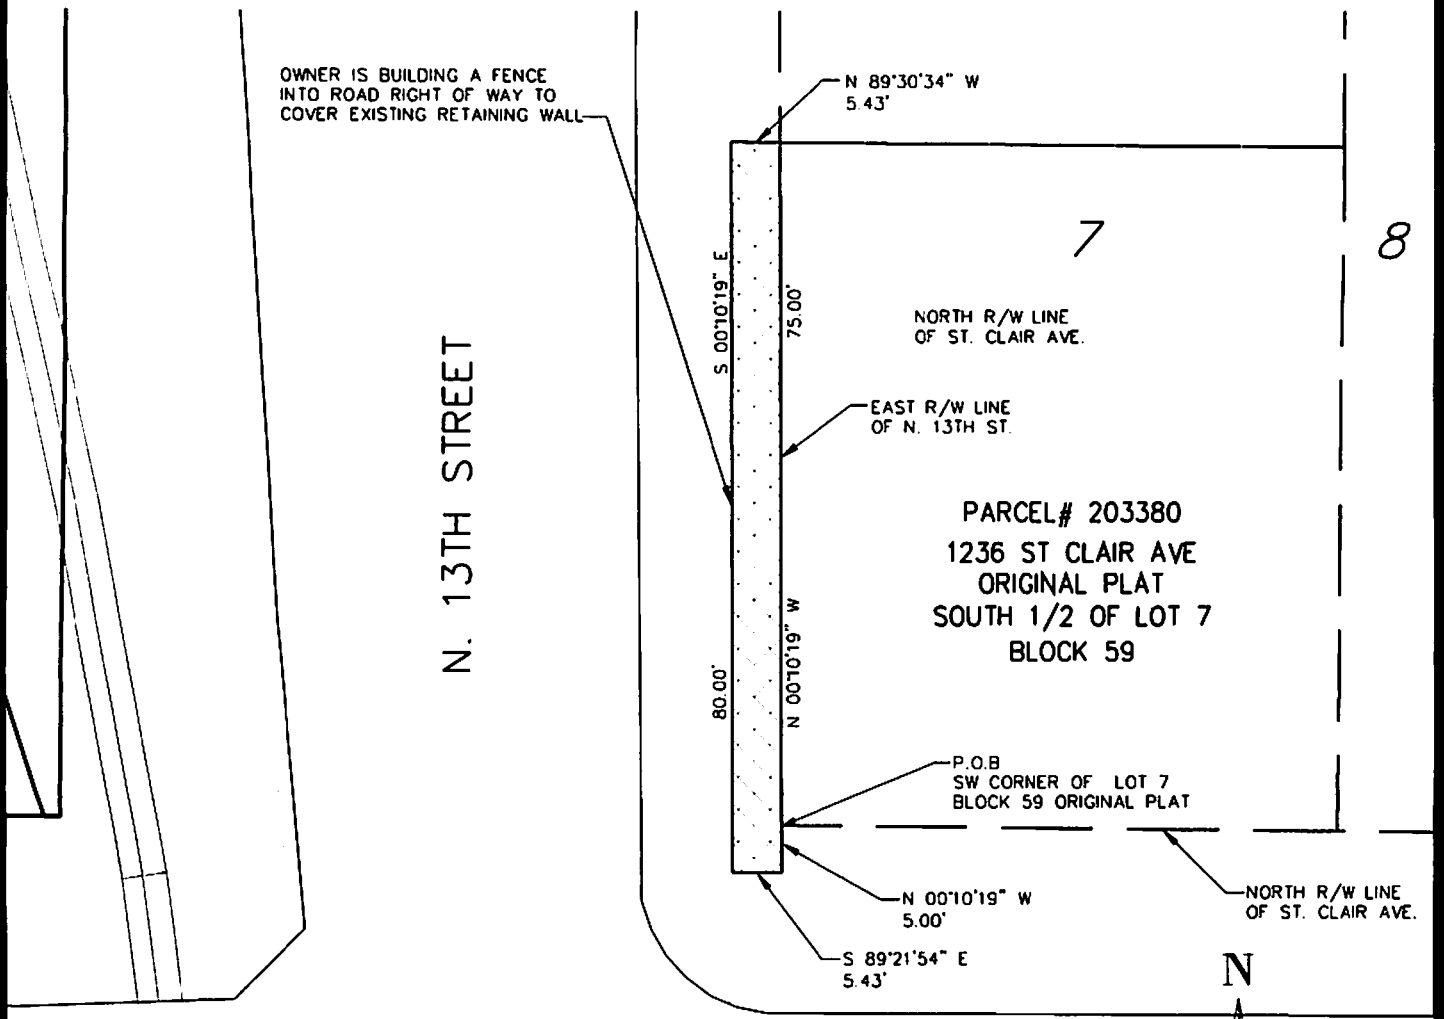 OWNER IS BUILDING A FENCE
INTO ROAD RIGHT OF WAY TO
COVER EXISTING RETAINING WALL
N 89°30'34" W
5.43'
7
8
S 00°10'19" E
75.00'
NORTH R/W LINE
OF ST. CLAIR AVE.
EAST R/W LINE
OF N. 13TH ST.
N. 13TH STREET
PARCEL# 203380
1236 ST CLAIR AVE
ORIGINAL PLAT
SOUTH 1/2 OF LOT 7
BLOCK 59
80.00'
N 00°10'19" W
P.O.B
SW CORNER OF LOT 7
BLOCK 59 ORIGINAL PLAT
N 00°10'19" W
5.00'
NORTH R/W LINE
OF ST. CLAIR AVE.
S 89°21'54" E
5.43'
N